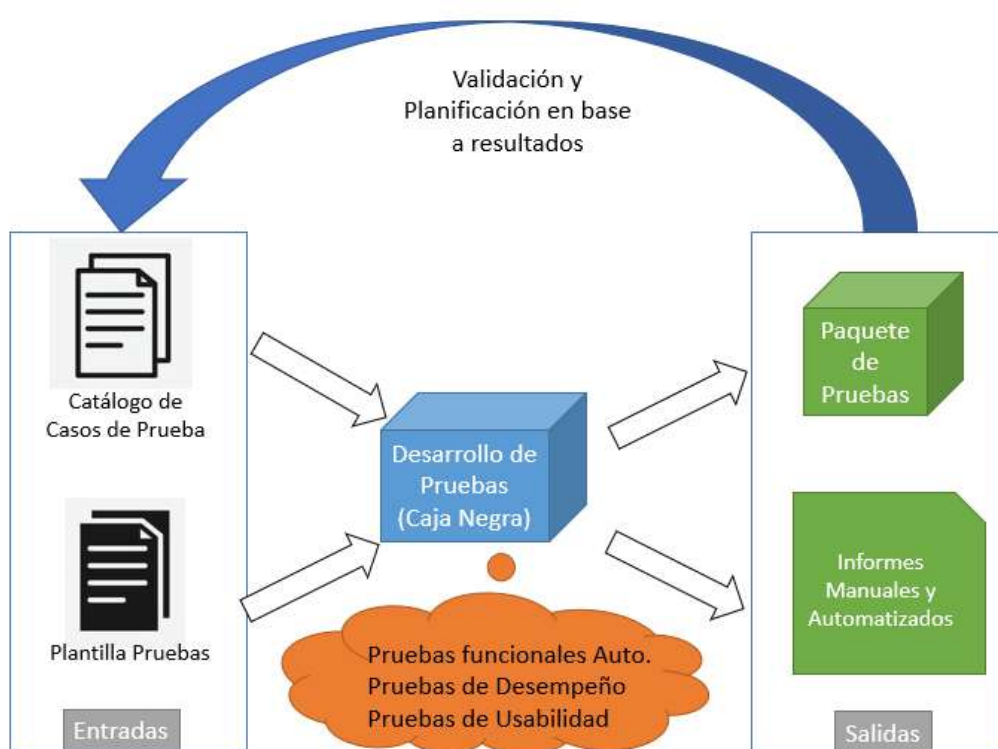 Validación y
Planificación en base
a resultados
Catálogo de
Casos de Prueba
Plantilla Pruebas
Entradas
Desarrollo de
Pruebas
(Caja Negra)
Pruebas funcionales Auto.
Pruebas de Desempeño
Pruebas de Usabilidad
Paquete
de
Pruebas
Informes
Manuales y
Automatizados
Salidas